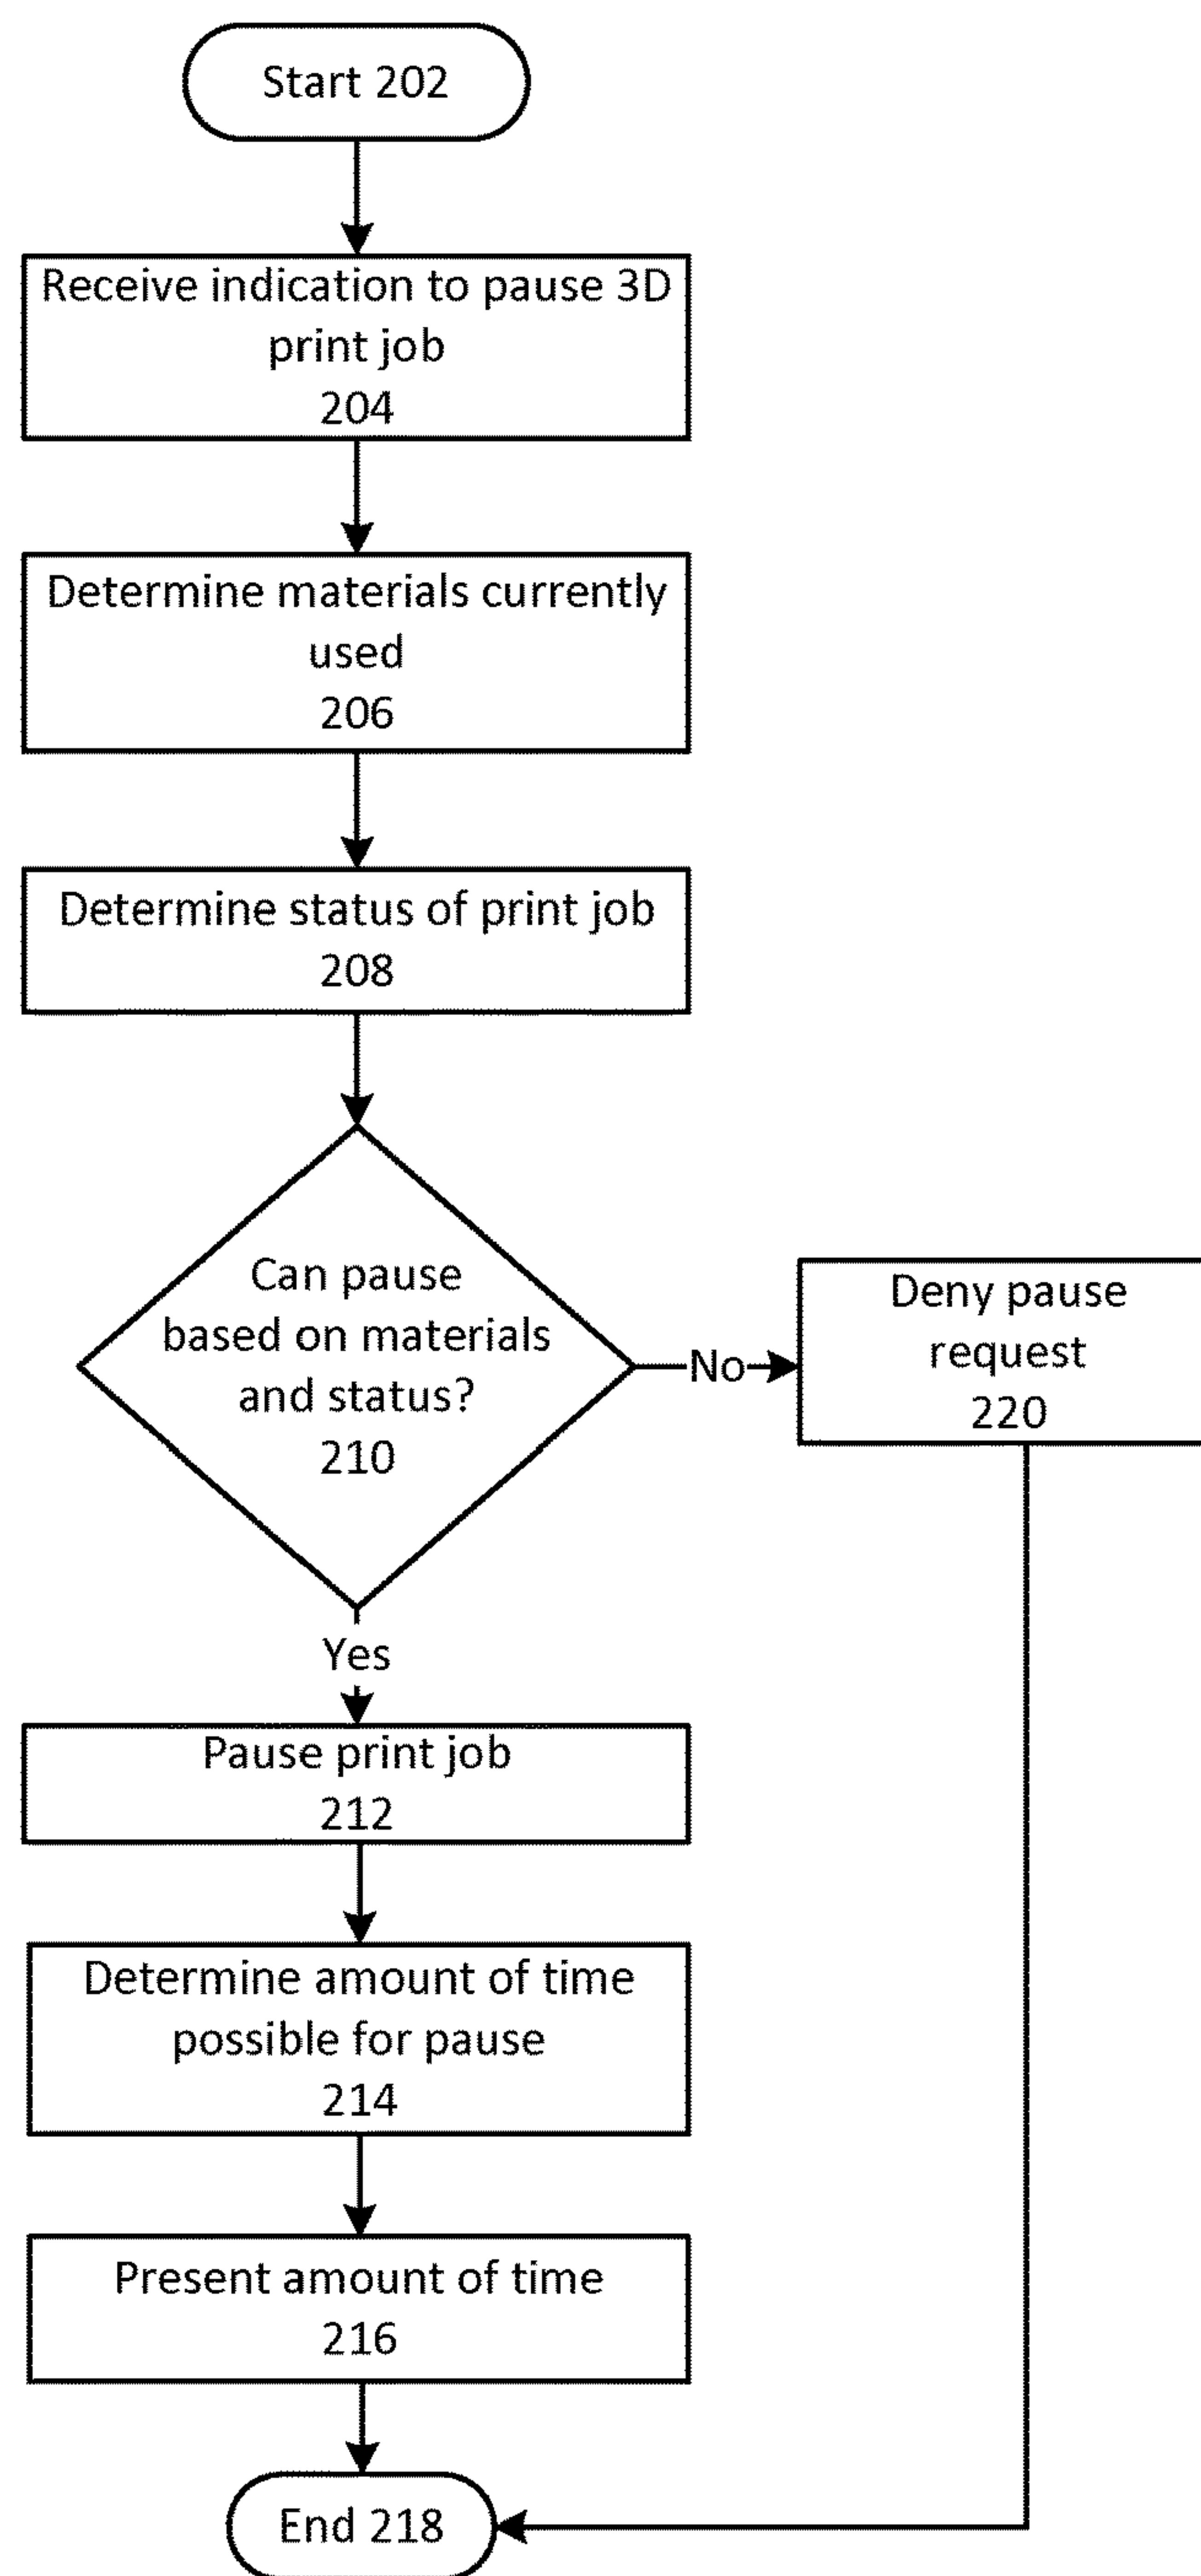 Start 202
Receive indication to pause 3D
print job
204
Determine materials currently
used
206
Determine status of print job
208
Can pause
based on materials
and status?
210
No
Deny pause
request
220
Yes
Pause print job
212
Determine amount of time
possible for pause
214
Present amount of time
216
End 218